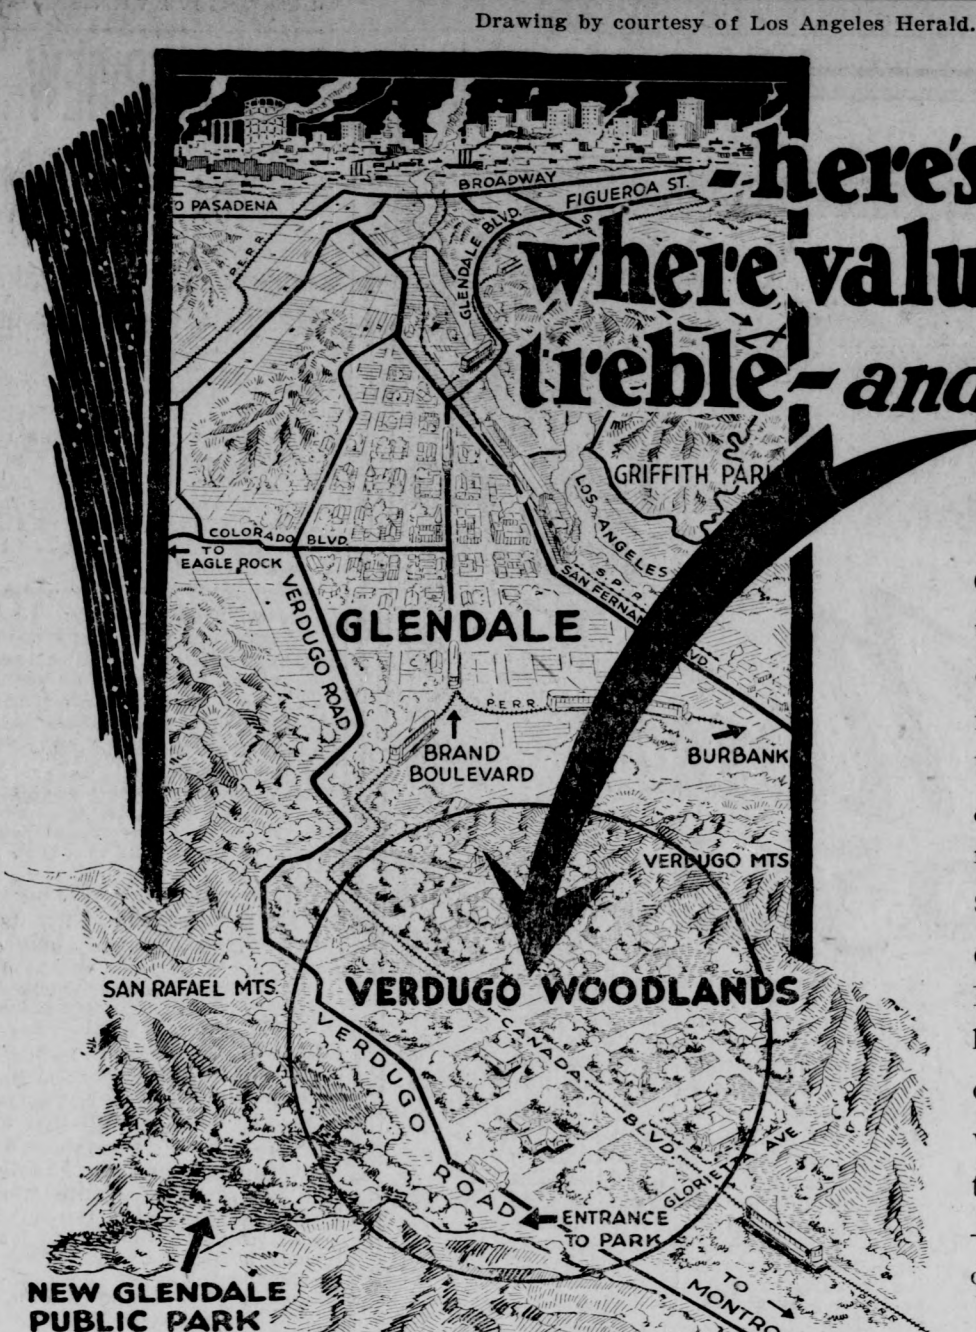 Drawing by courtesy of Los Angeles Herald.
-here's
where valu
treble-and
BROADWAY
FIGUEROA ST.
O PASADENA
P.E.R.R.
GLENDALE BLVD.
GRIFFITH PAR
LOS ANGELES
COLORADO BLVD.
TO
EAGLE ROCK
S.P.R.R.
SAN FERNAN
VD.
VERDUGO ROAD
GLENDALE
P.E.R.R.
BRAND
BOULEVARD
BURBANK
VERDUGO MTS.
SAN RAFAEL MTS.
VERDUGO WOODLANDS
CANADA BLVD
VERDUGO ROAD
GLORIETTA AVE
ENTRANCE
TO PARK
TO
MONTRO
P.E.R.R.
NEW GLENDALE
PUBLIC PARK